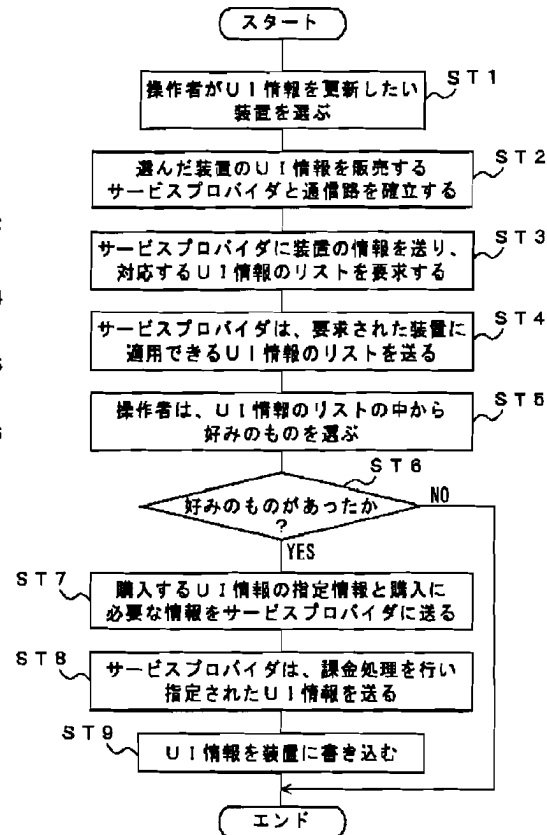 スタート
操作者がUI情報を更新したい
装置を選ぶ
ST1
選んだ装置のUI情報を販売する
サービスプロバイダと通信路を確立する
ST2
サービスプロバイダに装置の情報を送り、
対応するUI情報のリストを要求する
ST3
サービスプロバイダは、要求された装置に
適用できるUI情報のリストを送る
ST4
操作者は、UI情報のリストの中から
好みのものを選ぶ
ST5
ST6
好みのものがあったか
?
NO
YES
ST7
購入するUI情報の指定情報と購入に
必要な情報をサービスプロバイダに送る
ST8
サービスプロバイダは、課金処理を行い
指定されたUI情報を送る
ST9
UI情報を装置に書き込む
エンド